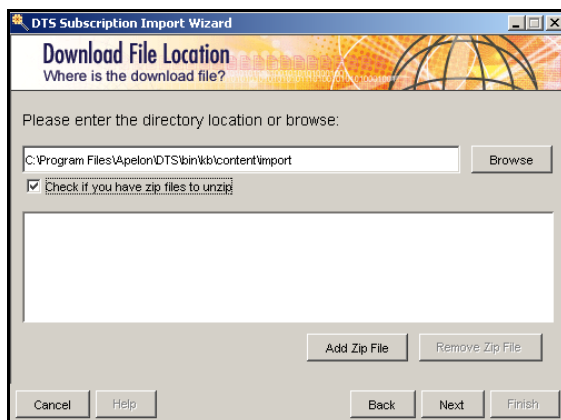 DTS Subscription Import Wizard
Download File Location
Where is the download file?
Please enter the directory location or browse:
C:\Program Files\Apelon\DTS\bin\kb\content\import
Browse
Check if you have zip files to unzip
Add Zip File
Remove Zip File
Cancel
Help
Back
Next
Finish